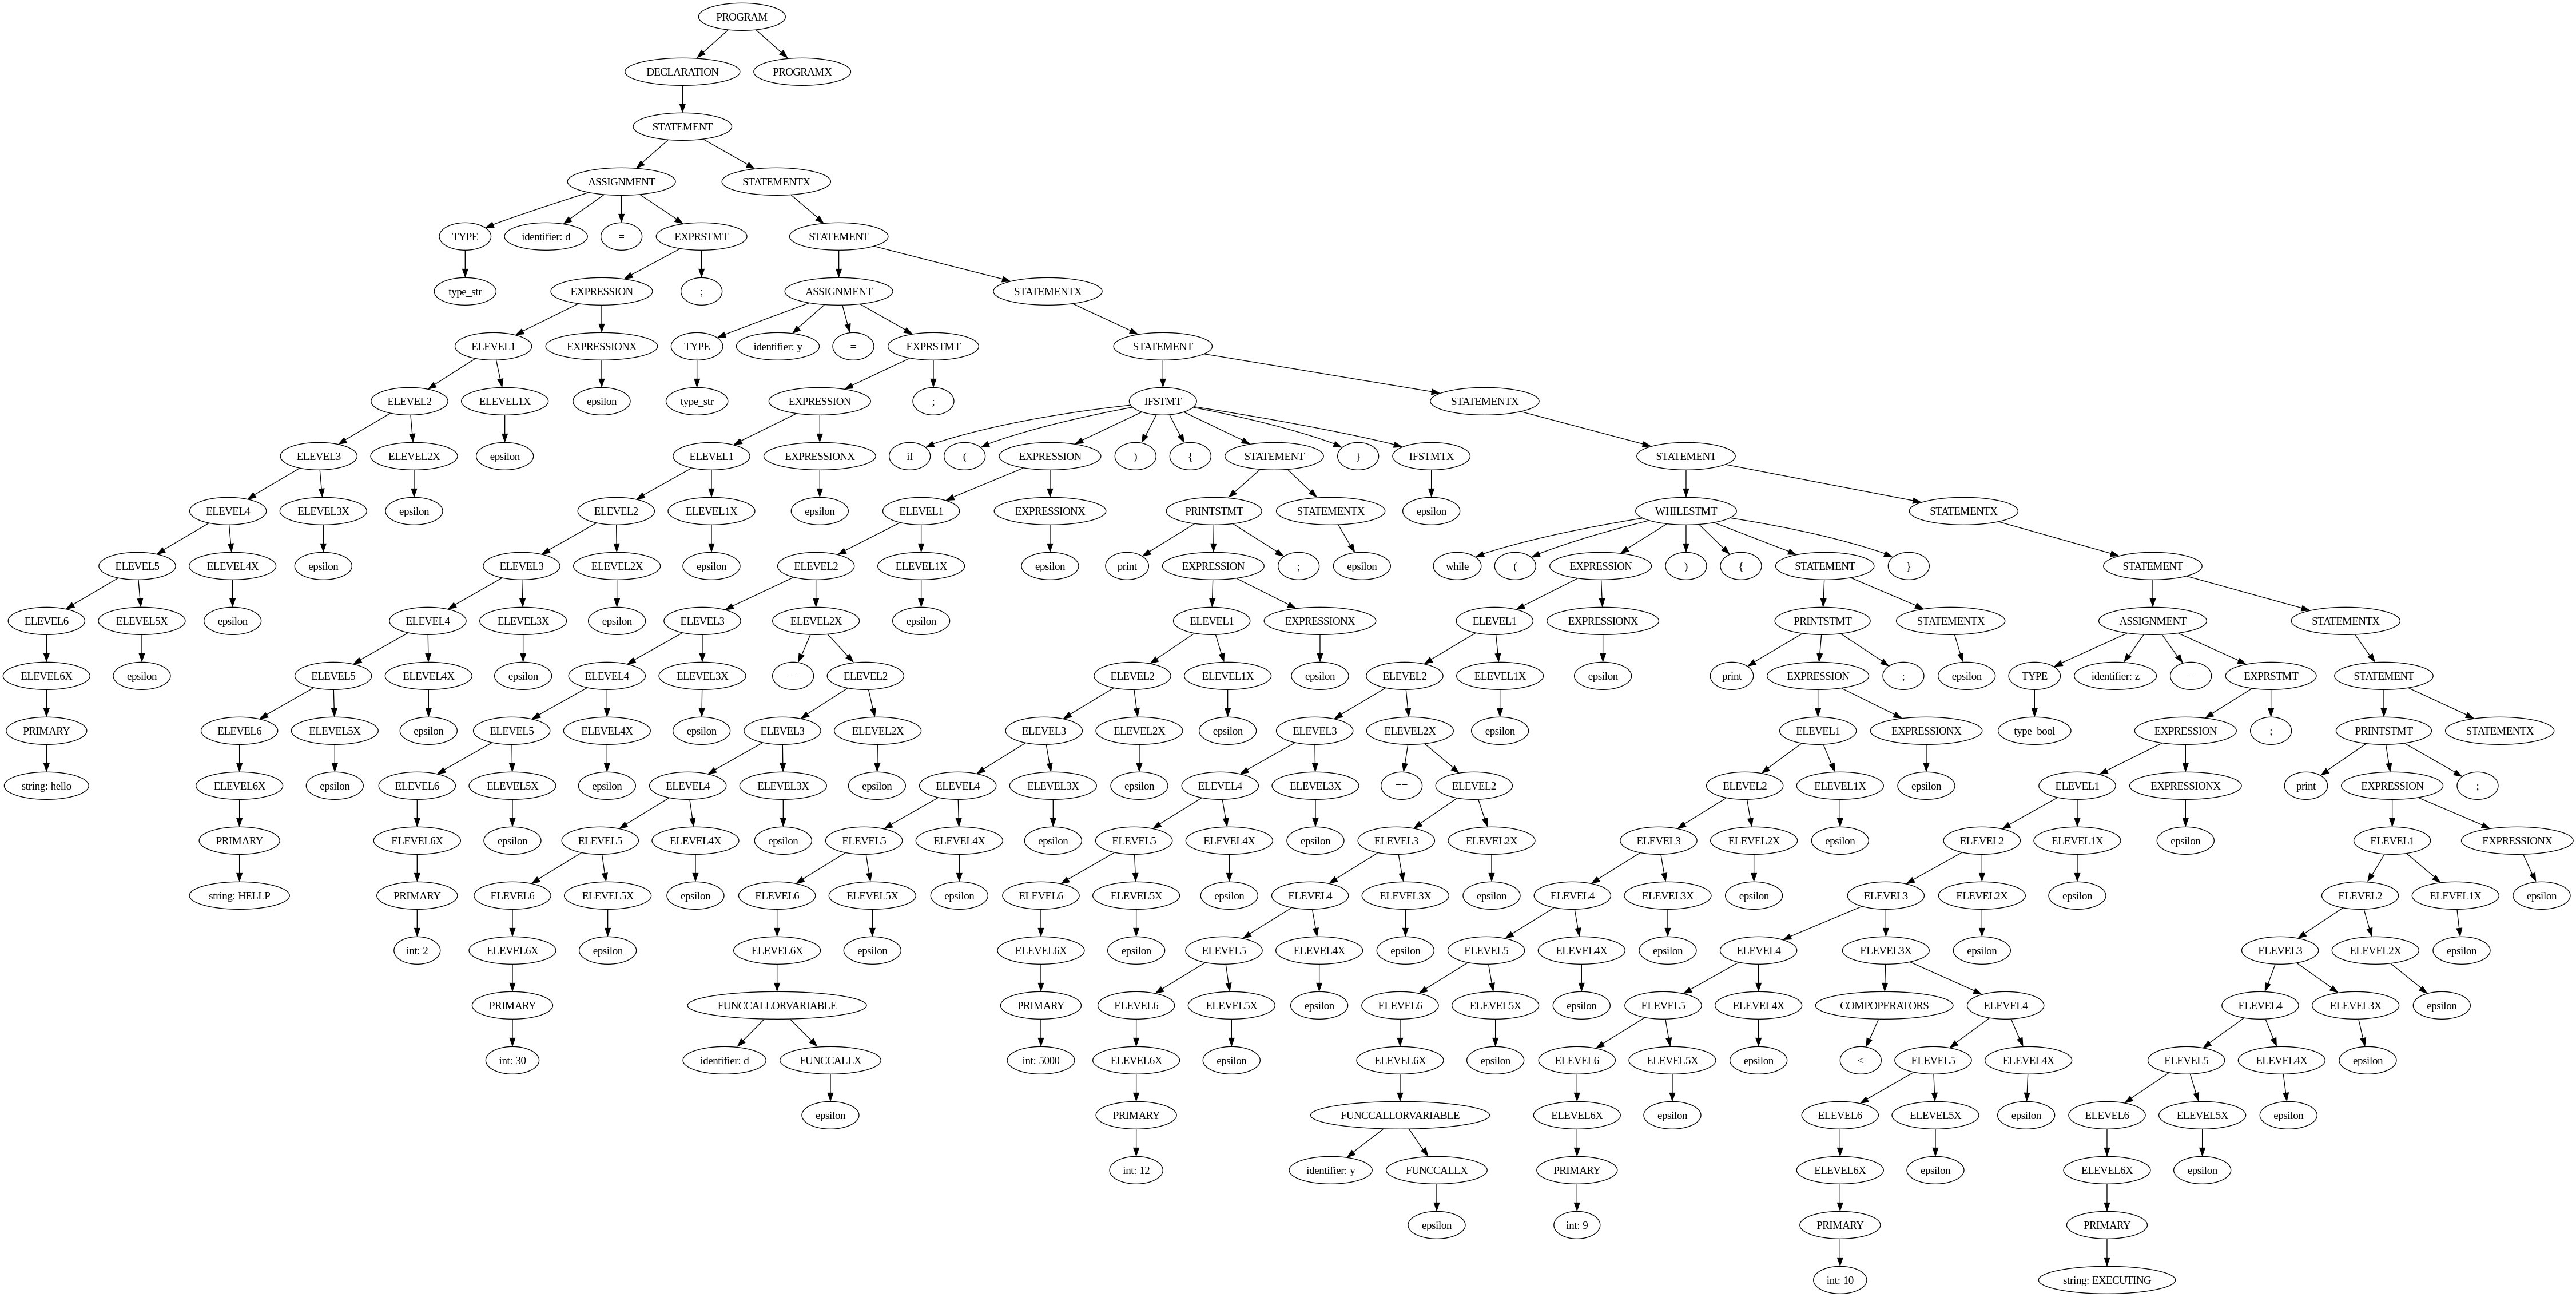 PROGRAM
DECLARATION PROGRAMX
STATEMENT
ASSIGNMENT STATEMENTX
TYPE identifier: d = EXPRSTMT STATEMENT
type_str EXPRESSION ; ASSIGNMENT STATEMENTX
ELEVEL1 EXPRESSIONX TYPE identifier: y = EXPRSTMT STATEMENT
ELEVEL2 ELEVEL1X epsilon type_str EXPRESSION ; IFSTMT STATEMENTX
ELEVEL3 ELEVEL2X epsilon ELEVEL1 EXPRESSIONX if ( EXPRESSION ) { STATEMENT } IFSTMTX STATEMENT
ELEVEL4 ELEVEL3X epsilon ELEVEL2 ELEVEL1X epsilon ELEVEL1 EXPRESSIONX PRINTSTMT STATEMENTX epsilon WHILESTMT STATEMENTX
ELEVEL5 ELEVEL4X epsilon ELEVEL3 ELEVEL2X epsilon ELEVEL2 ELEVEL1X epsilon print EXPRESSION ; epsilon while ( EXPRESSION ) { STATEMENT } STATEMENT
ELEVEL6 ELEVEL5X epsilon ELEVEL4 ELEVEL3X epsilon ELEVEL3 ELEVEL2X epsilon ELEVEL1 EXPRESSIONX ELEVEL1 EXPRESSIONX PRINTSTMT STATEMENTX ASSIGNMENT STATEMENTX
ELEVEL6X epsilon ELEVEL5 ELEVEL4X epsilon ELEVEL4 ELEVEL3X == ELEVEL2 ELEVEL2 ELEVEL1X epsilon ELEVEL2 ELEVEL1X epsilon print EXPRESSION ; epsilon TYPE identifier: z = EXPRSTMT STATEMENT
PRIMARY ELEVEL6 ELEVEL5X epsilon ELEVEL5 ELEVEL4X epsilon ELEVEL3 ELEVEL2X ELEVEL3 ELEVEL2X epsilon ELEVEL3 ELEVEL2X epsilon ELEVEL1 EXPRESSIONX type_bool EXPRESSION ; PRINTSTMT STATEMENTX
string: hello ELEVEL6X epsilon ELEVEL6 ELEVEL5X epsilon ELEVEL4 ELEVEL3X epsilon ELEVEL4 ELEVEL3X epsilon ELEVEL4 ELEVEL3X == ELEVEL2 ELEVEL2 ELEVEL1X epsilon ELEVEL1 EXPRESSIONX print EXPRESSION ;
PRIMARY ELEVEL6X epsilon ELEVEL5 ELEVEL4X epsilon ELEVEL5 ELEVEL4X epsilon ELEVEL5 ELEVEL4X epsilon ELEVEL3 ELEVEL2X ELEVEL3 ELEVEL2X epsilon ELEVEL2 ELEVEL1X epsilon ELEVEL1 EXPRESSIONX
string: HELLP PRIMARY ELEVEL6 ELEVEL5X epsilon ELEVEL6 ELEVEL5X epsilon ELEVEL6 ELEVEL5X epsilon ELEVEL4 ELEVEL3X epsilon ELEVEL4 ELEVEL3X epsilon ELEVEL3 ELEVEL2X epsilon ELEVEL2 ELEVEL1X epsilon
int: 2 ELEVEL6X epsilon ELEVEL6X epsilon ELEVEL6X epsilon ELEVEL5 ELEVEL4X epsilon ELEVEL5 ELEVEL4X epsilon ELEVEL4 ELEVEL3X epsilon ELEVEL3 ELEVEL2X epsilon
PRIMARY FUNCCALLORVARIABLE PRIMARY ELEVEL6 ELEVEL5X epsilon ELEVEL6 ELEVEL5X epsilon ELEVEL5 ELEVEL4X COMPOPERATORS ELEVEL4 ELEVEL4 ELEVEL3X epsilon
int: 30 identifier: d FUNCCALLX int: 5000 ELEVEL6X epsilon ELEVEL6X epsilon ELEVEL6 ELEVEL5X epsilon < ELEVEL5 ELEVEL4X ELEVEL5 ELEVEL4X epsilon
epsilon PRIMARY FUNCCALLORVARIABLE ELEVEL6X epsilon ELEVEL6 ELEVEL5X epsilon ELEVEL6 ELEVEL5X epsilon
int: 12 identifier: y FUNCCALLX PRIMARY ELEVEL6X epsilon ELEVEL6X epsilon
epsilon int: 9 PRIMARY PRIMARY
int: 10 string: EXECUTING